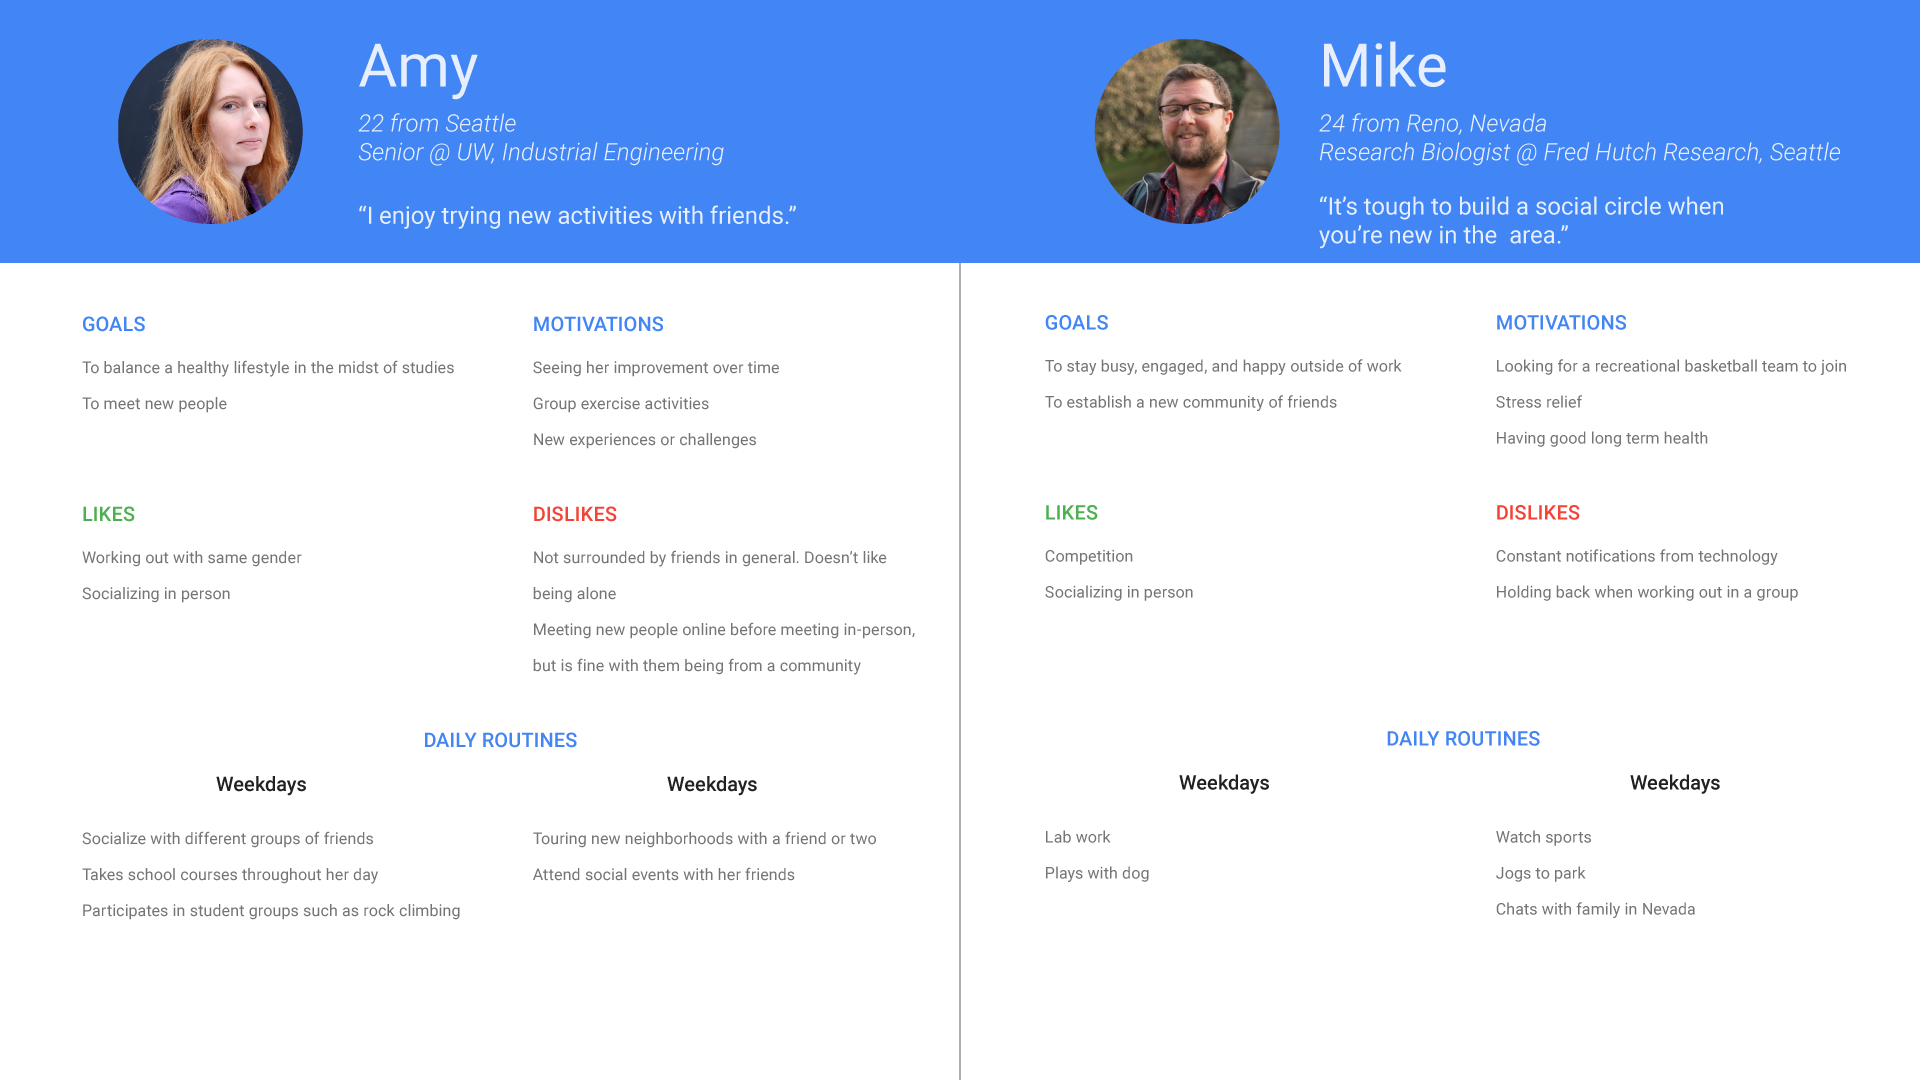 Amy
22 from Seattle
Senior @ UW, Industrial Engineering
“I enjoy trying new activities with friends.”
GOALS
To balance a healthy lifestyle in the midst of studies
To meet new people
MOTIVATIONS
Seeing her improvement over time
Group exercise activities
New experiences or challenges
LIKES
Working out with same gender
Socializing in person
DISLIKES
Not surrounded by friends in general. Doesn’t like
being alone
Meeting new people online before meeting in-person,
but is fine with them being from a community
DAILY ROUTINES
Weekdays
Socialize with different groups of friends
Takes school courses throughout her day
Participates in student groups such as rock climbing
Weekdays
Touring new neighborhoods with a friend or two
Attend social events with her friends
Mike
24 from Reno, Nevada
Research Biologist @ Fred Hutch Research, Seattle
“It’s tough to build a social circle when
you’re new in the  area.”
GOALS
To stay busy, engaged, and happy outside of work
To establish a new community of friends
MOTIVATIONS
Looking for a recreational basketball team to join
Stress relief
Having good long term health
LIKES
Competition
Socializing in person
DISLIKES
Constant notifications from technology
Holding back when working out in a group
DAILY ROUTINES
Weekdays
Lab work
Plays with dog
Weekdays
Watch sports
Jogs to park
Chats with family in Nevada